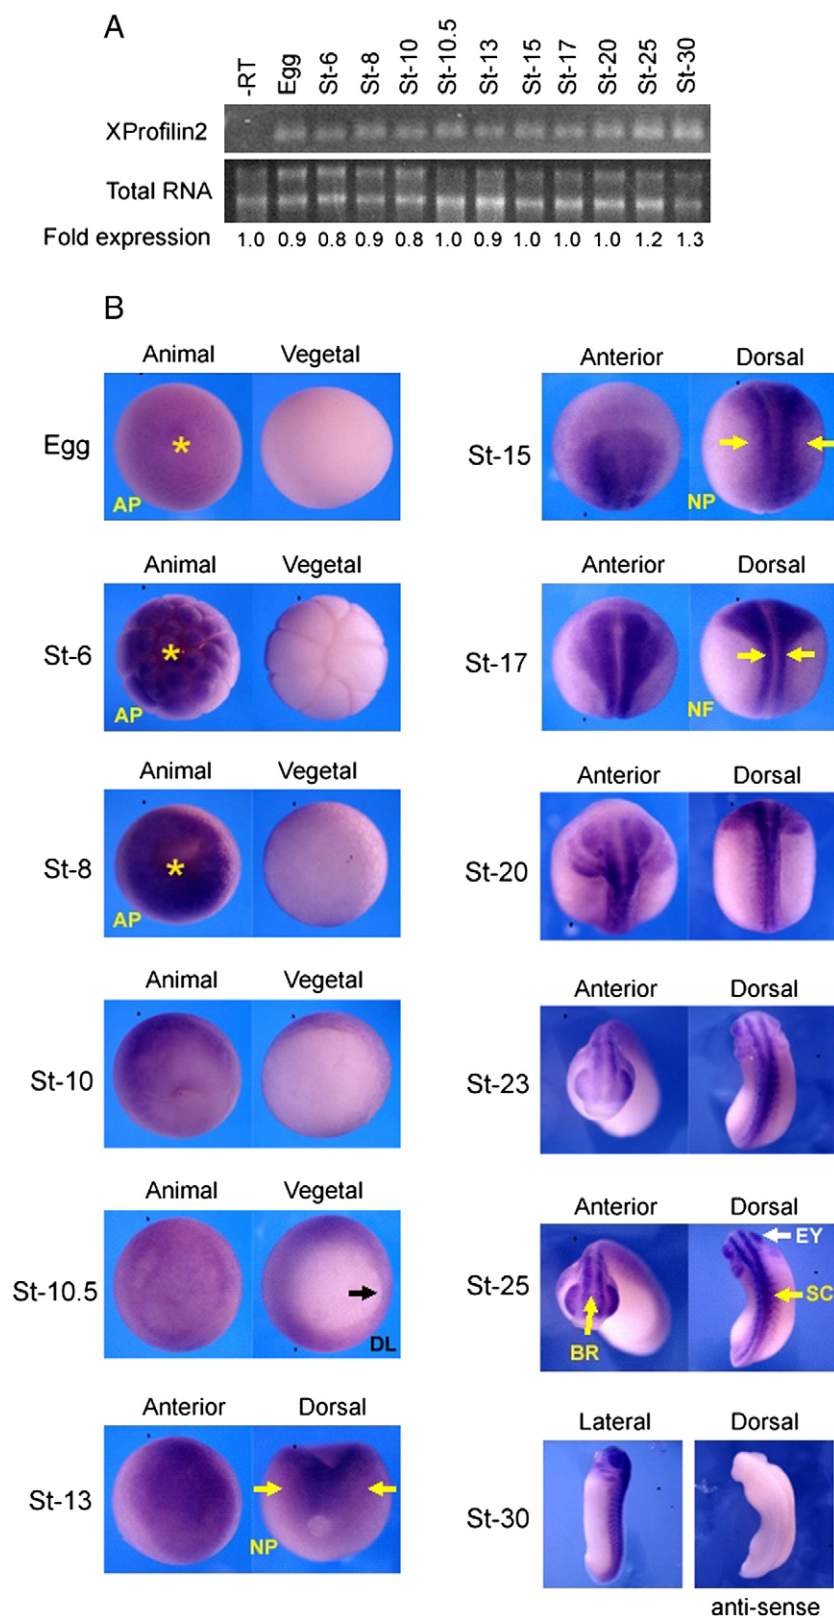 A
-RT Egg St-6 St-8 St-10 St-10.5 St-13 St-15 St-17 St-20 St-25 St-30
XProfilin2
Total RNA
Fold expression 1.0 0.9 0.8 0.9 0.8 1.0 0.9 1.0 1.0 1.0 1.2 1.3
B
Animal Vegetal
Egg
*
AP
Animal Vegetal
St-6
*
AP
Animal Vegetal
St-8
*
AP
Animal Vegetal
St-10
Animal Vegetal
St-10.5
DL
Anterior Dorsal
St-13
NP
Anterior Dorsal
St-15
NP
Anterior Dorsal
St-17
NF
Anterior Dorsal
St-20
Anterior Dorsal
St-23
Anterior Dorsal
St-25
EY
SC
BR
Lateral Dorsal
St-30
anti-sense